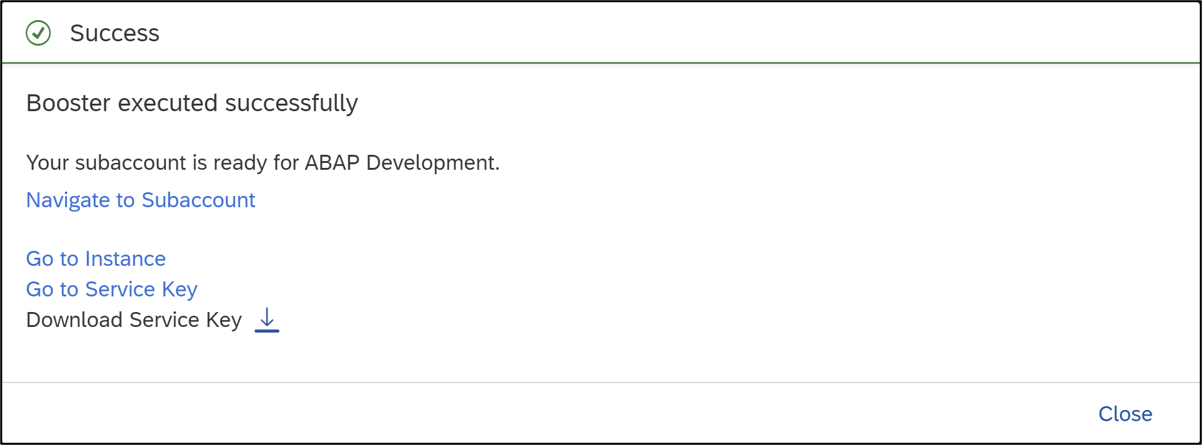 Success
Booster executed successfully
Your subaccount is ready for ABAP Development.
Navigate to Subaccount
Go to Instance
Go to Service Key
Download Service Key
Close